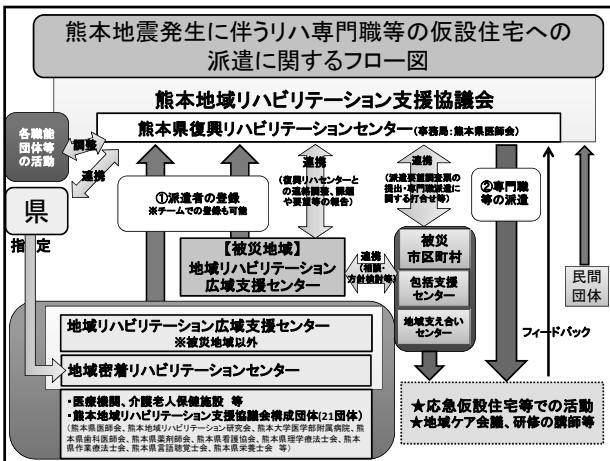 熊本地震発生に伴うリハ専門職等の仮設住宅への
派遣に関するフロー図
熊本地域リハビリテーション支援協議会
熊本県復興リハビリテーションセンター(事務局:熊本県医師会)
各職能
団体等
の活動
調整
連携
県
指定
①派遣者の登録
※チームでの登録も可能
連携
(復興リハセンターと
の連絡調整、課題
や要望等の報告)
連携
(派遣要望調査票の
提出・専門職派遣に
関する打合せ等)
②専門職
等の派遣
【被災地域】
地域リハビリテーション
広域支援センター
連携
(相談・
方針検討等)
被災
市区町村
包括支援
センター
地域支え合い
センター
民間
団体
フィードバック
地域リハビリテーション広域支援センター
※被災地域以外
地域密着リハビリテーションセンター
・医療機関、介護老人保健施設 等
・熊本地域リハビリテーション支援協議会構成団体(21団体)
(熊本県医師会、熊本地域リハビリテーション研究会、熊本大学医学部附属病院、熊
本県歯科医師会、熊本県薬剤師会、熊本県看護協会、熊本県理学療法士会、熊本
県作業療法士会、熊本県言語聴覚士会、熊本県栄養士会 等)
★応急仮設住宅等での活動
★地域ケア会議、研修の講師等